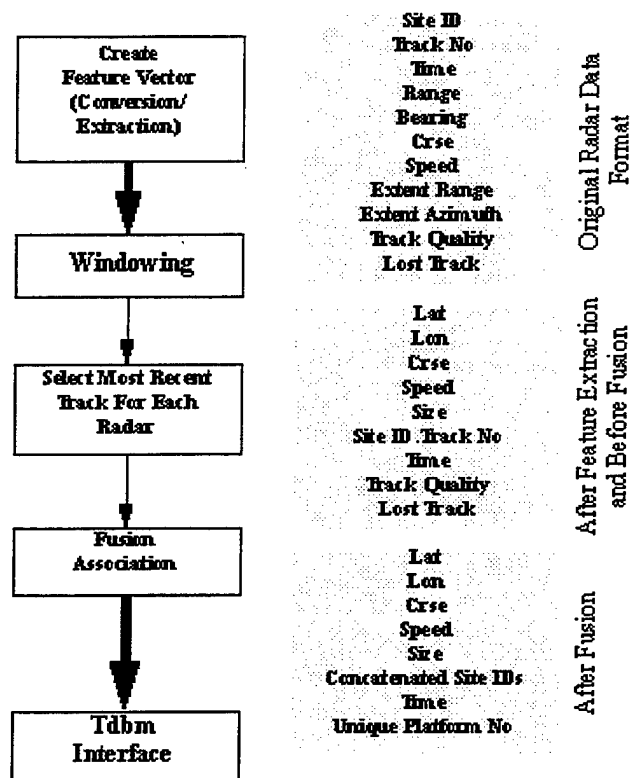 Create
Feature Vector
(Conversion/
Extraction)
Windowing
Select Most Recent
Track For Each
Radar
Fusion
Association
Tdbm
Interface
Site ID
Track No
Time
Range
Bearing
Crse
Speed
Extent Range
Extent Azimuth
Track Quality
Lost Track
Original Radar Data
Format
Lat
Lon
Crse
Speed
Size
Site ID .Track No
Time
Track Quality
Lost Track
After Feature Extraction
and Before Fusion
Lat
Lon
Crse
Speed
Size
Concatenated Site IDs
Time
Unique Platform No
After Fusion